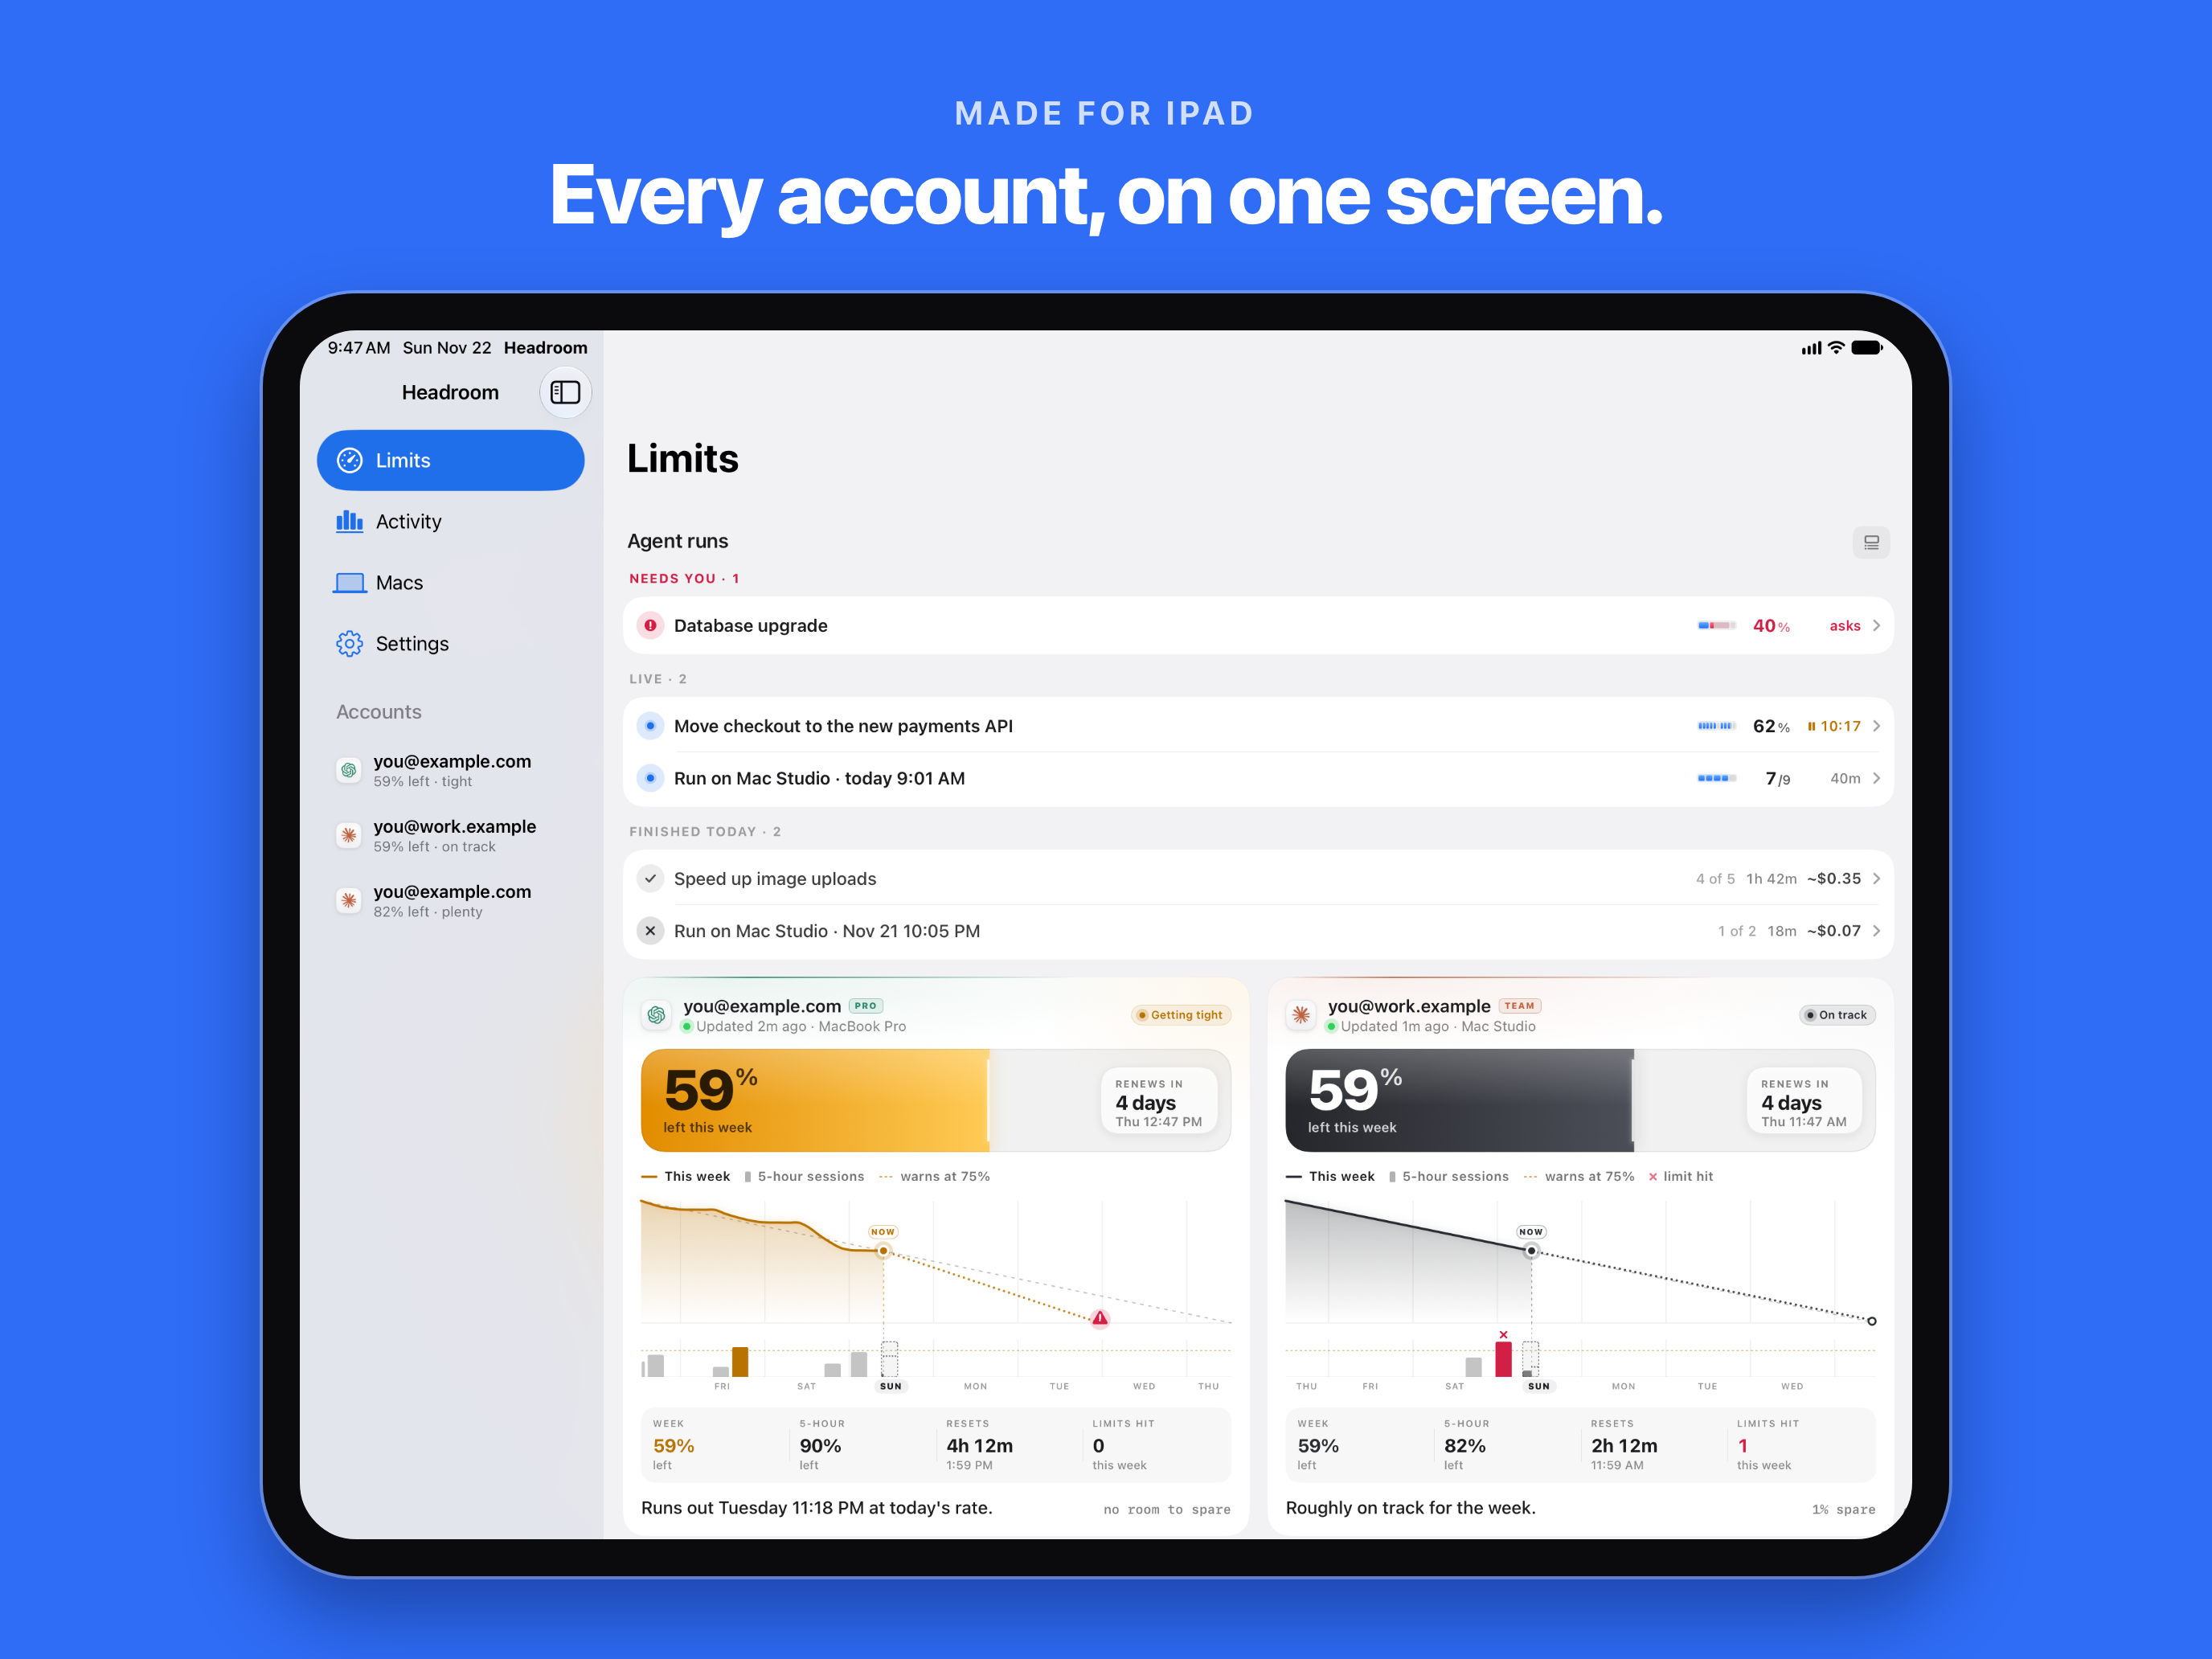 MADE FOR IPAD
Every account, on one screen.
9:47 AM Sun Nov 22 Headroom
Headroom
Limits
Activity
Macs
Settings
Accounts
you@example.com
59% left · tight
you@work.example
59% left · on track
you@example.com
82% left · plenty
Limits
Agent runs
NEEDS YOU · 1
Database upgrade 40% asks
LIVE · 2
Move checkout to the new payments API 62% 10:17
Run on Mac Studio · today 9:01 AM 7/9 40m
FINISHED TODAY · 2
Speed up image uploads 4 of 5 1h 42m ~$0.35
Run on Mac Studio · Nov 21 10:05 PM 1 of 2 18m ~$0.07
you@example.com PRO
Updated 2m ago · MacBook Pro
Getting tight
59%
left this week
RENEWS IN
4 days
Thu 12:47 PM
This week 5-hour sessions warns at 75%
NOW
FRI SAT SUN MON TUE WED THU
WEEK 5-HOUR RESETS LIMITS HIT
59% 90% 4h 12m 0
left left 1:59 PM this week
Runs out Tuesday 11:18 PM at today's rate. no room to spare
you@work.example TEAM
Updated 1m ago · Mac Studio
On track
59%
left this week
RENEWS IN
4 days
Thu 11:47 AM
This week 5-hour sessions warns at 75% limit hit
NOW
THU FRI SAT SUN MON TUE WED
WEEK 5-HOUR RESETS LIMITS HIT
59% 82% 2h 12m 1
left left 11:59 AM this week
Roughly on track for the week. 1% spare